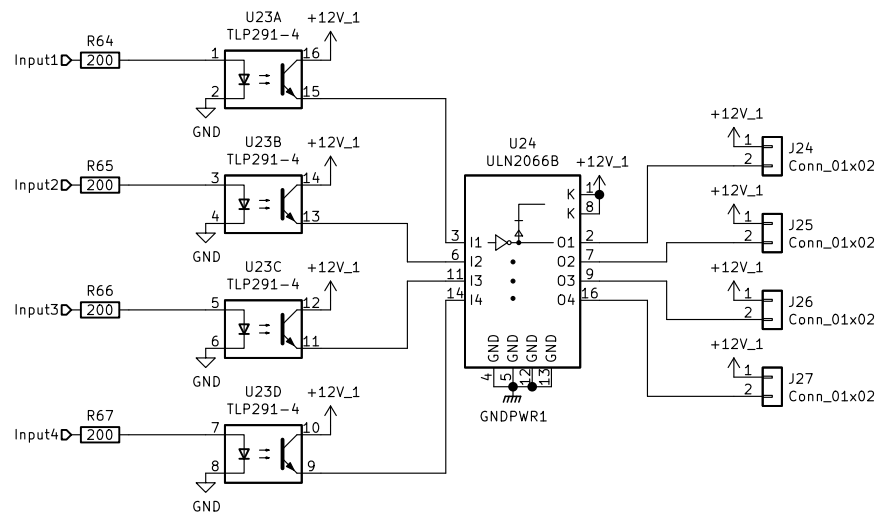 U23A
TLP291-4
+12V_1
R64
Input1
200
1
16
2
15
GND
U23B
TLP291-4
+12V_1
R65
Input2
200
3
14
4
13
GND
U23C
TLP291-4
+12V_1
R66
Input3
200
5
12
6
11
GND
U23D
TLP291-4
+12V_1
R67
Input4
200
7
10
8
9
GND
U24
ULN2066B
+12V_1
K 1
K 8
3 I1
O1 2
6 I2
O2 7
11 I3
O3 9
14 I4
O4 16
GND GND GND GND
4 5 12 13
GNDPWR1
+12V_1
1
2
J24
Conn_01x02
+12V_1
1
2
J25
Conn_01x02
+12V_1
1
2
J26
Conn_01x02
+12V_1
1
2
J27
Conn_01x02